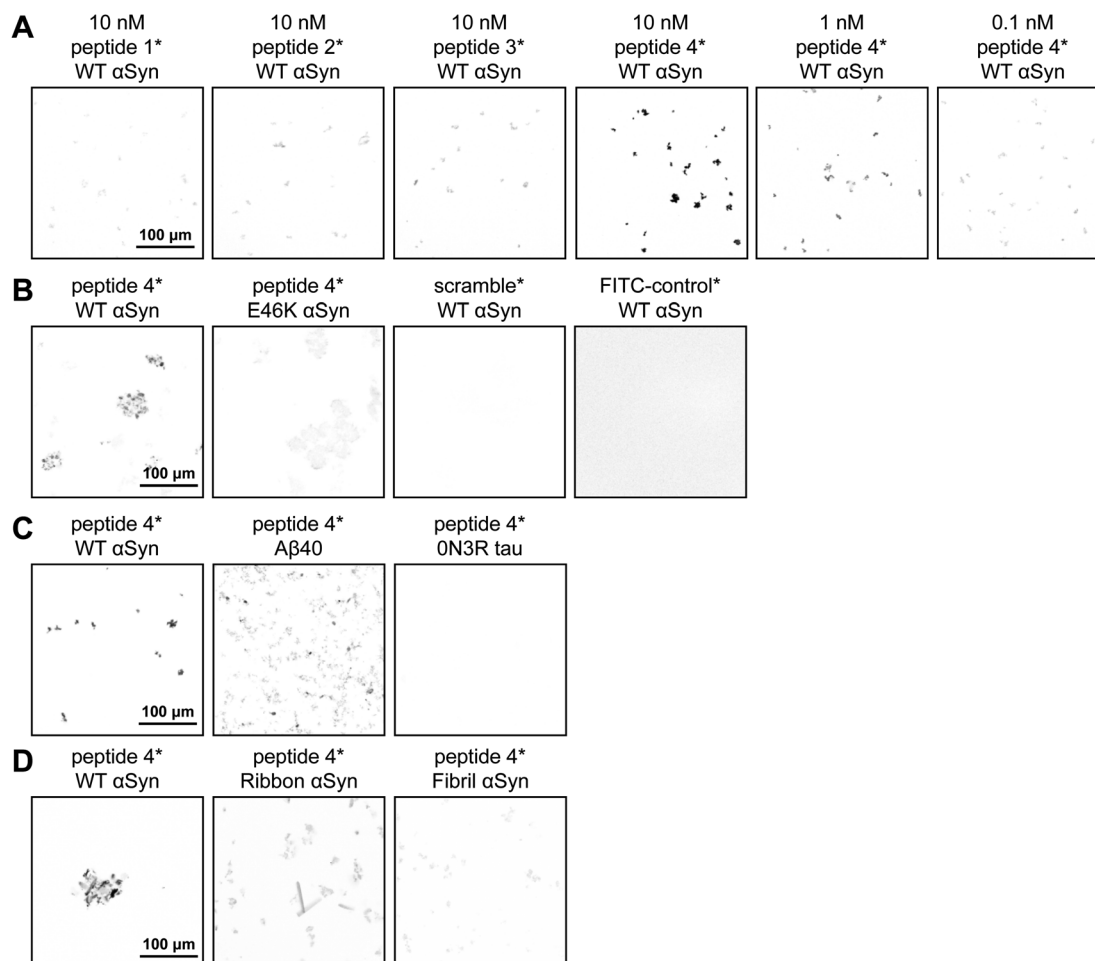 A
10 nM
peptide 1*
WT αSyn
10 nM
peptide 2*
WT αSyn
10 nM
peptide 3*
WT αSyn
10 nM
peptide 4*
WT αSyn
1 nM
peptide 4*
WT αSyn
0.1 nM
peptide 4*
WT αSyn
100 μm
B
peptide 4*
WT αSyn
peptide 4*
E46K αSyn
scramble*
WT αSyn
FITC-control*
WT αSyn
100 μm
C
peptide 4*
WT αSyn
peptide 4*
Aβ40
peptide 4*
0N3R tau
100 μm
D
peptide 4*
WT αSyn
peptide 4*
Ribbon αSyn
peptide 4*
Fibril αSyn
100 μm